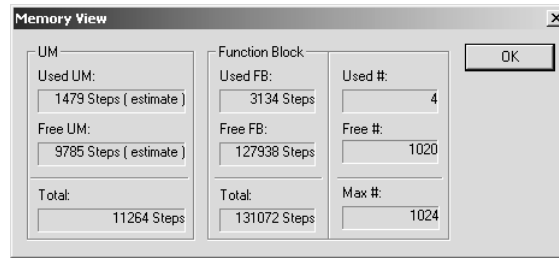 Memory View
OK
UM
Used UM:
1479 Steps ( estimate )
Free UM:
9785 Steps ( estimate )
Total:
11264 Steps
Function Block
Used FB:
3134 Steps
Free FB:
127938 Steps
Total:
131072 Steps
Used #:
4
Free #:
1020
Max #:
1024